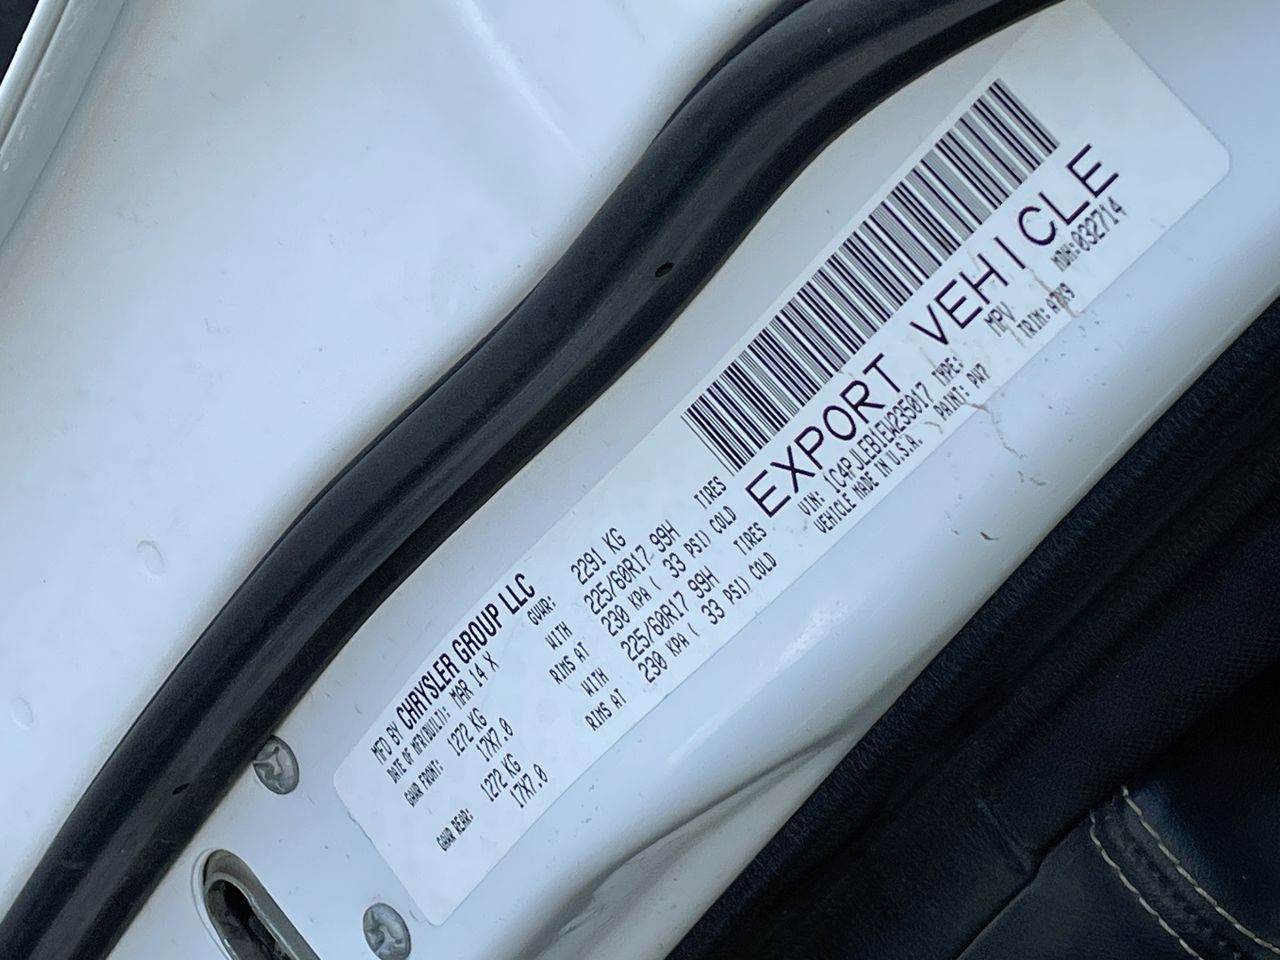 MFD BY CHRYSLER GROUP LLC
DATE OF MFR(BUILT): MAR 14 X GVWR: 2291 KG
GAWR FRONT: 1272 KG WITH 225/60R17 99H TIRES
17X7.0 RIMS AT 230 KPA ( 33 PSI) COLD
GAWR REAR: 1272 KG WITH 225/60R17 99H TIRES
17X7.0 RIMS AT 230 KPA ( 33 PSI) COLD
EXPORT VEHICLE
VIN: 1C4PJLEB1EW235017 TYPE: MPV MDH:032714
VEHICLE MADE IN U.S.A. PAINT: PW7 TRIM: